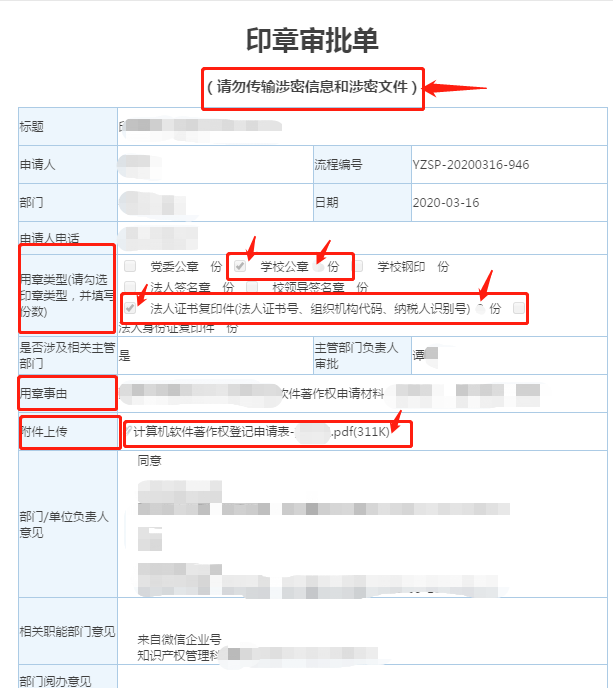 印章审批单
(请勿传输涉密信息和涉密文件)
标题
申请人 流程编号 YZSP-20200316-946
部门 日期 2020-03-16
申请人电话
用章类型(请勾选印章类型，并填写份数)
党委公章 份 学校公章 份 学校钢印 份
法人签名章 份 校领导签名章 份
法人证书复印件(法人证书号、组织机构代码、纳税人识别号) 份
法人身份证复印件 份
是否涉及相关主管部门 是 主管部门负责人审批 谭
用章事由 软件著作权申请材料
附件上传 计算机软件著作权登记申请表- .pdf(311K)
同意
部门/单位负责人意见
相关职能部门意见
来自微信企业号
知识产权管理科
部门阅办意见